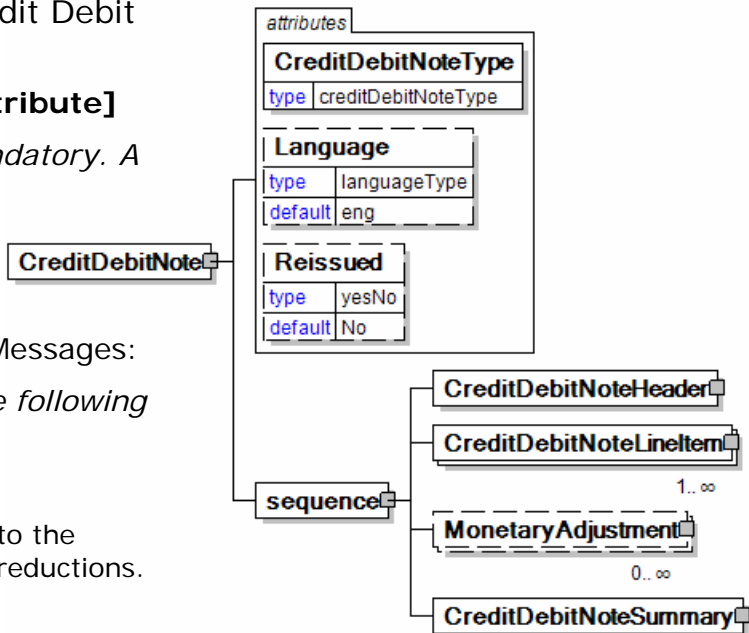 dit Debit
tribute]
ndatory. A
Messages:
e following
to the
reductions.
attributes
CreditDebitNoteType
type creditDebitNoteType
Language
type languageType
default eng
Reissued
type yesNo
default No
CreditDebitNote
CreditDebitNoteHeader
CreditDebitNoteLineItem
1..∞
sequence
MonetaryAdjustment
0..∞
CreditDebitNoteSummary